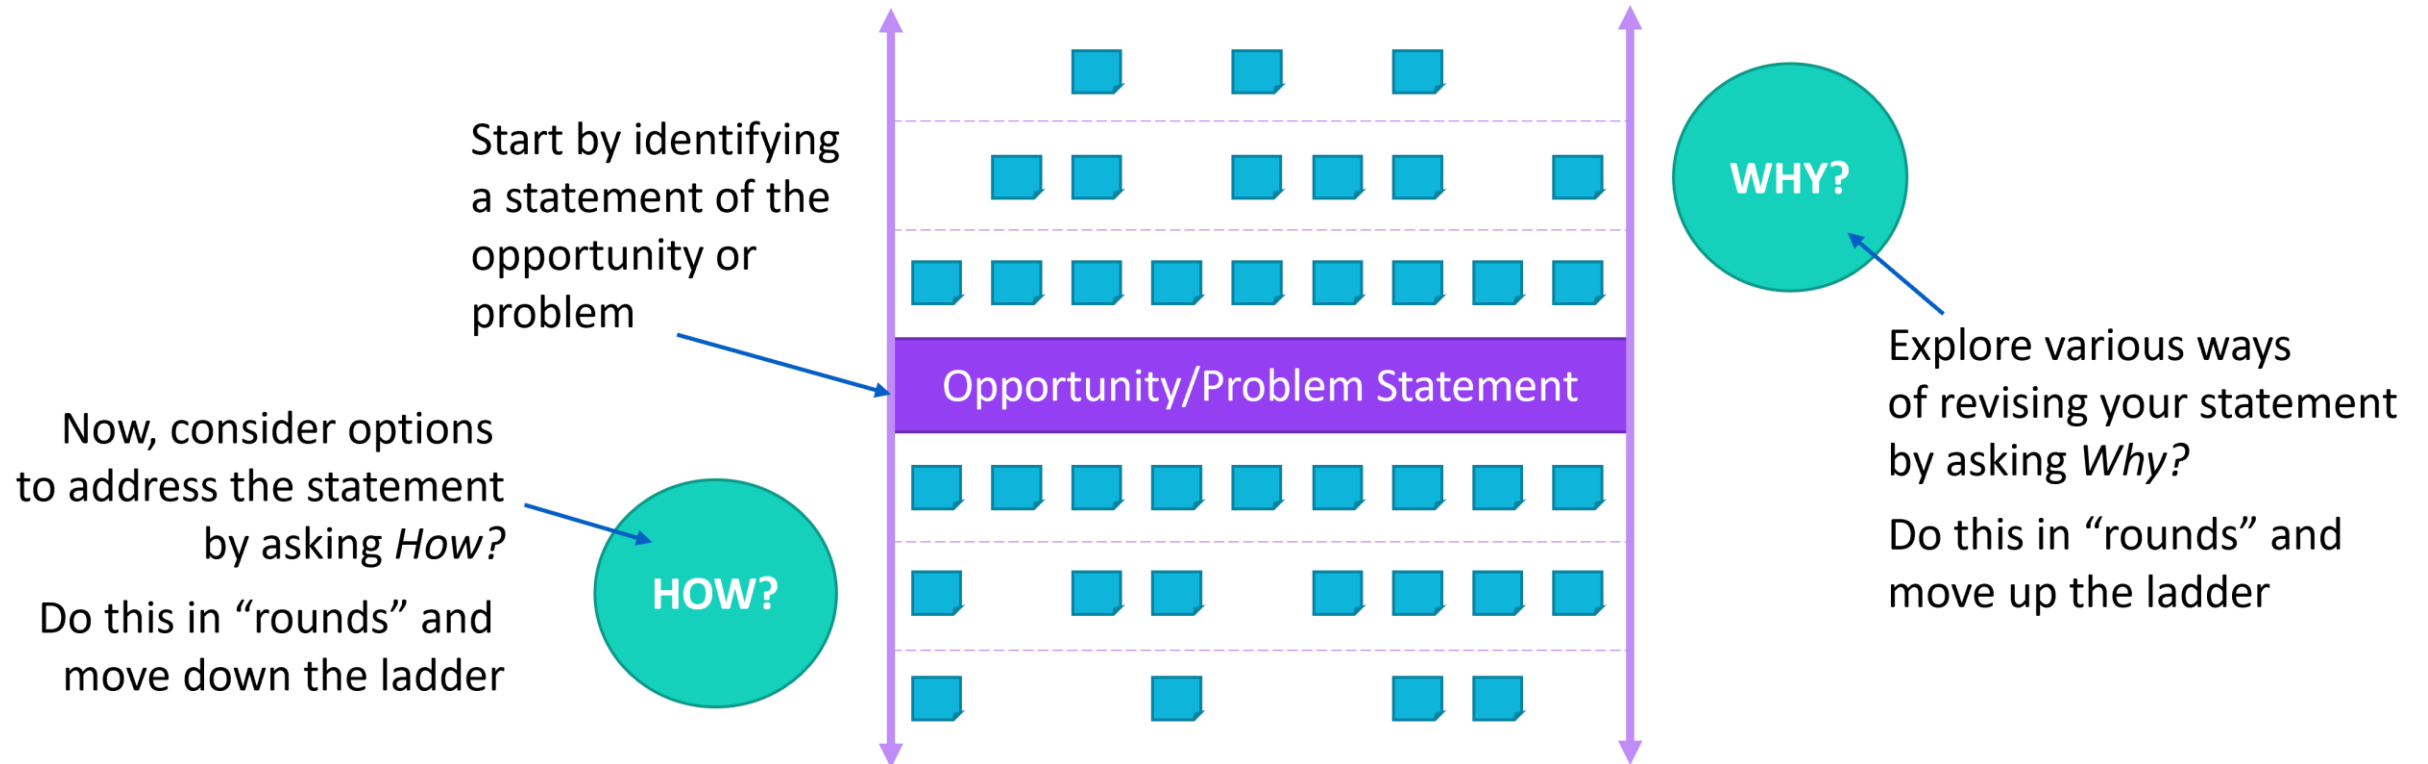 Start by identifying
a statement of the
opportunity or
problem
Opportunity/Problem Statement
WHY?
Explore various ways
of revising your statement
by asking Why?
Do this in “rounds” and
move up the ladder
Now, consider options
to address the statement
by asking How?
Do this in “rounds” and
move down the ladder
HOW?